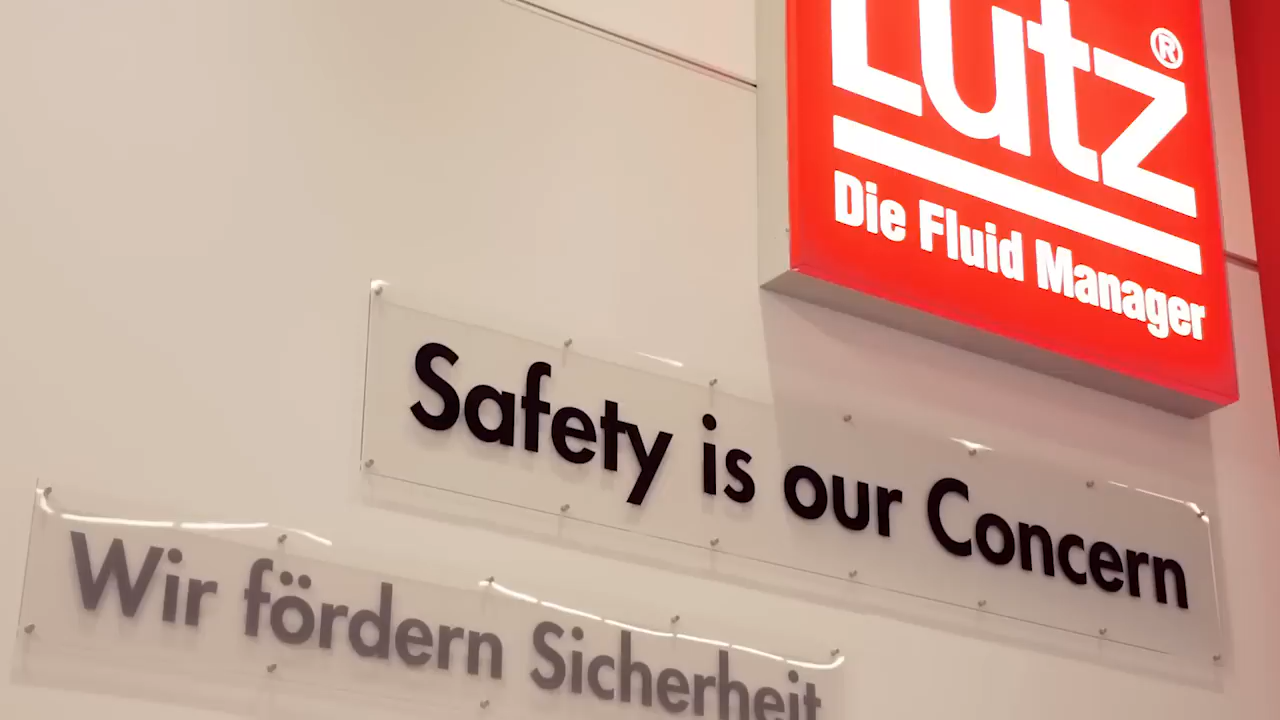 Lutz®
Die Fluid Manager
Safety is our Concern
Wir fördern Sicherheit